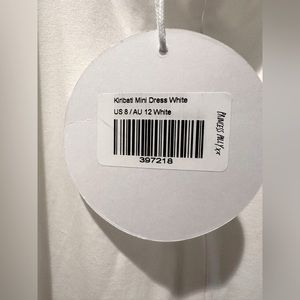 Kiribati Mini Dress White
US 8 / AU 12 White
397218